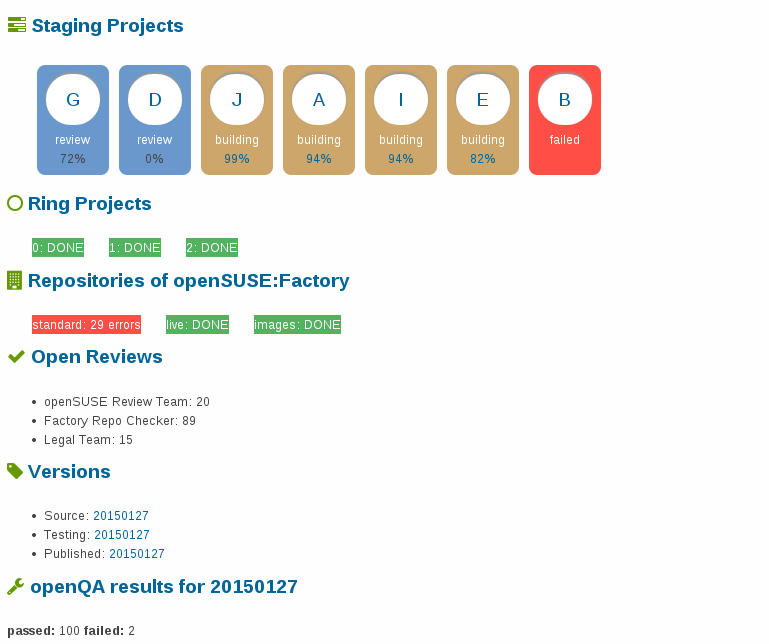 Staging Projects
G D J A I E B
review review building building building building failed
72% 0% 99% 94% 94% 82%
Ring Projects
0: DONE 1: DONE 2: DONE
Repositories of openSUSE:Factory
standard: 29 errors live: DONE images: DONE
Open Reviews
• openSUSE Review Team: 20
• Factory Repo Checker: 89
• Legal Team: 15
Versions
• Source: 20150127
• Testing: 20150127
• Published: 20150127
openQA results for 20150127
passed: 100 failed: 2